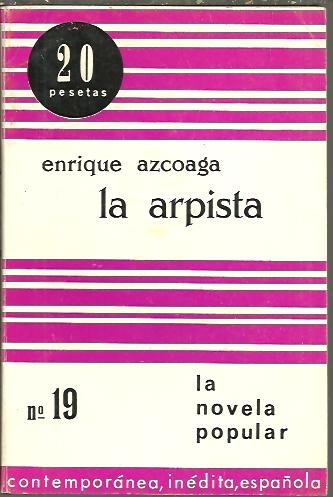 20
pesetas
enrique azcoaga
la arpista
nº 19
la
novela
popular
contemporánea, inédita, española